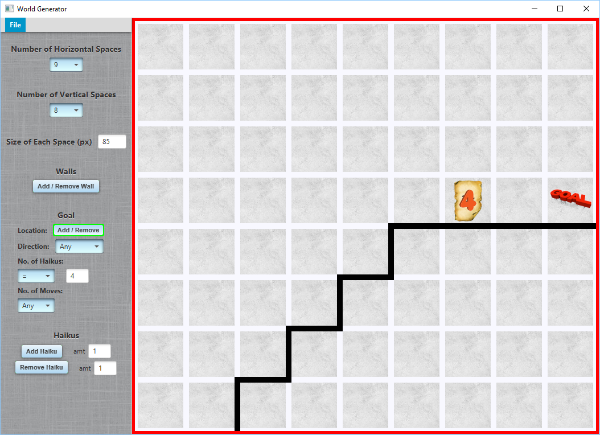 World Generator
File
Number of Horizontal Spaces
9
Number of Vertical Spaces
8
Size of Each Space (px) 85
Walls
Add / Remove Wall
Goal
Location: Add / Remove
Direction: Any
No. of Haikus:
= 4
No. of Moves:
Any
Haikus
Add Haiku amt 1
Remove Haiku amt 1
4
GOAL